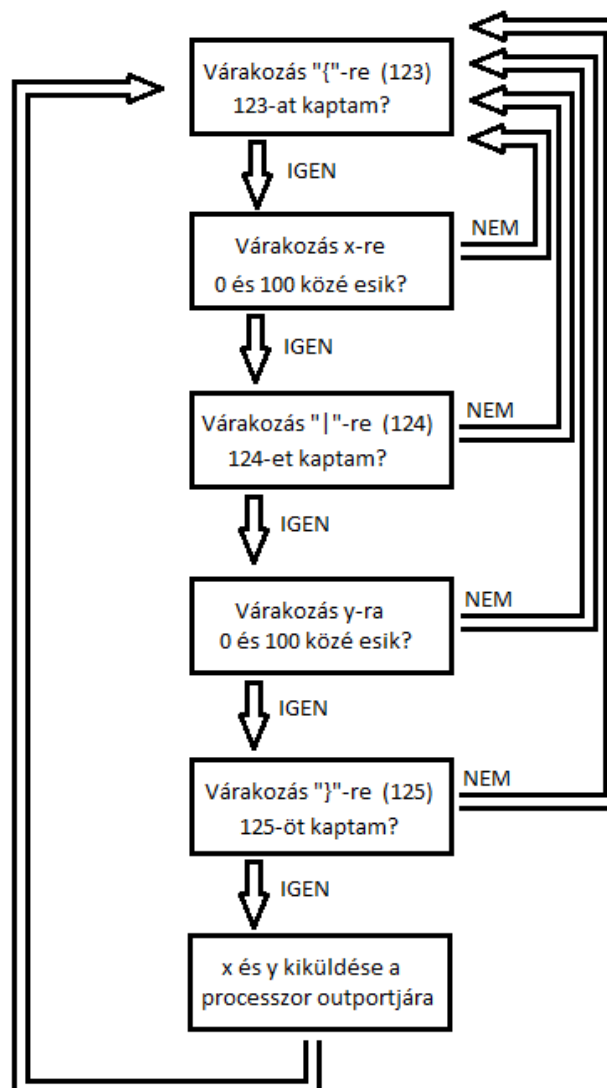 Várakozás "{"-re (123)
123-at kaptam?
IGEN
Várakozás x-re
0 és 100 közé esik?
NEM
IGEN
Várakozás "|"-re (124)
124-et kaptam?
NEM
IGEN
Várakozás y-ra
0 és 100 közé esik?
NEM
IGEN
Várakozás "}"-re (125)
125-öt kaptam?
NEM
IGEN
x és y kiküldése a
processzor outportjára